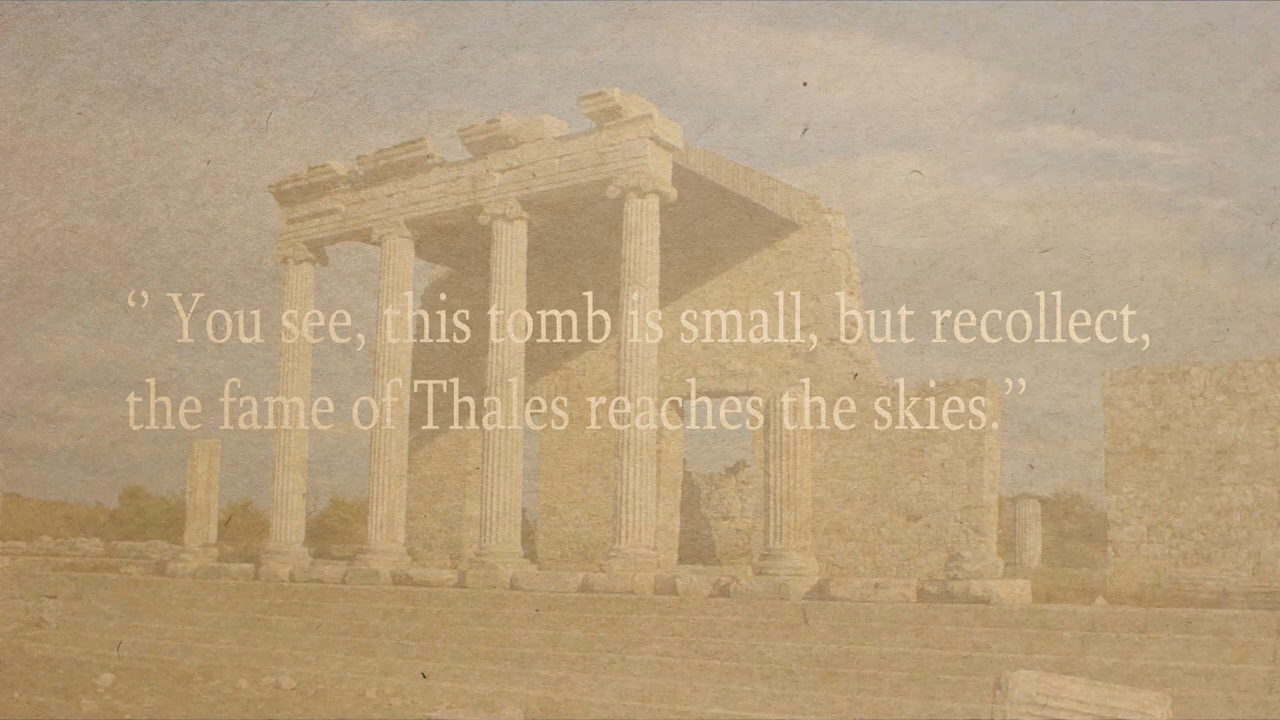 ‘’ You see, this tomb is small, but recollect,
the fame of Thales reaches the skies.’’